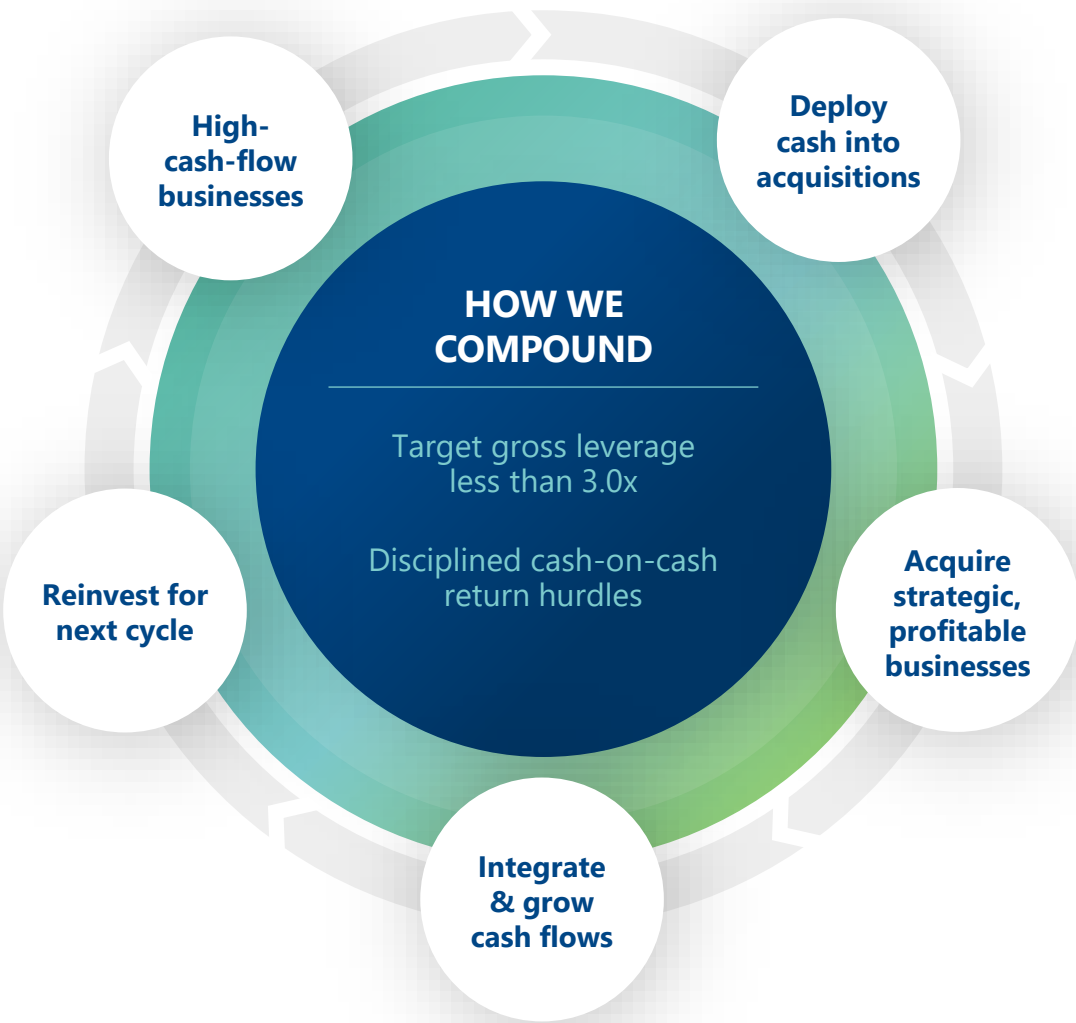 High-
cash-flow
businesses
Deploy
cash into
acquisitions
HOW WE
COMPOUND
Target gross leverage
less than 3.0x
Disciplined cash-on-cash
return hurdles
Acquire
strategic,
profitable
businesses
Integrate
& grow
cash flows
Reinvest for
next cycle